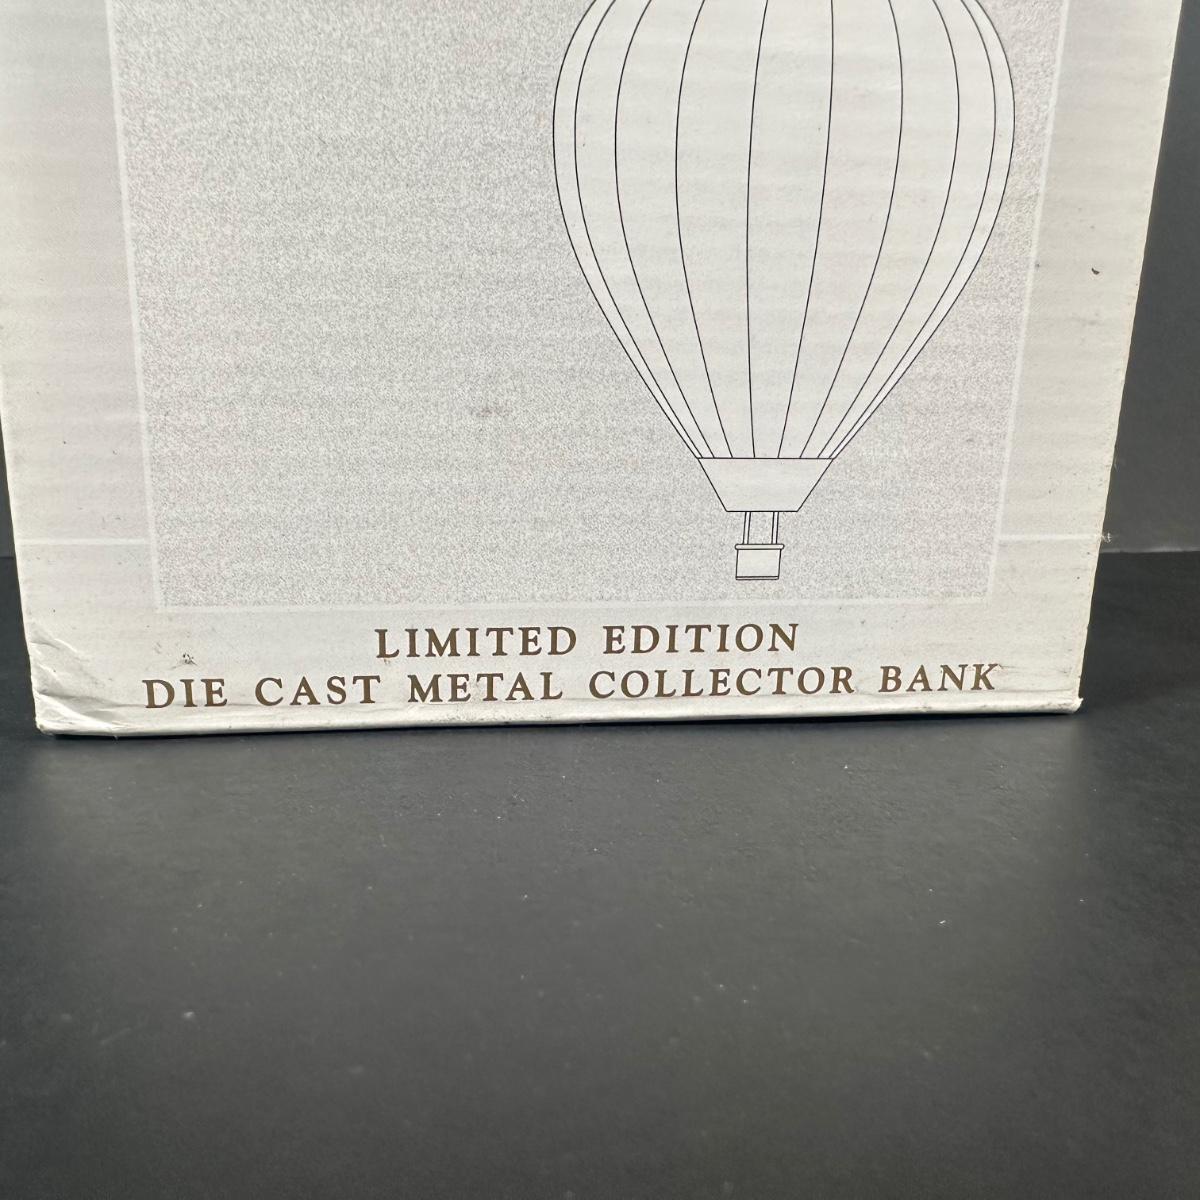 LIMITED EDITION
DIE CAST METAL COLLECTOR BANK